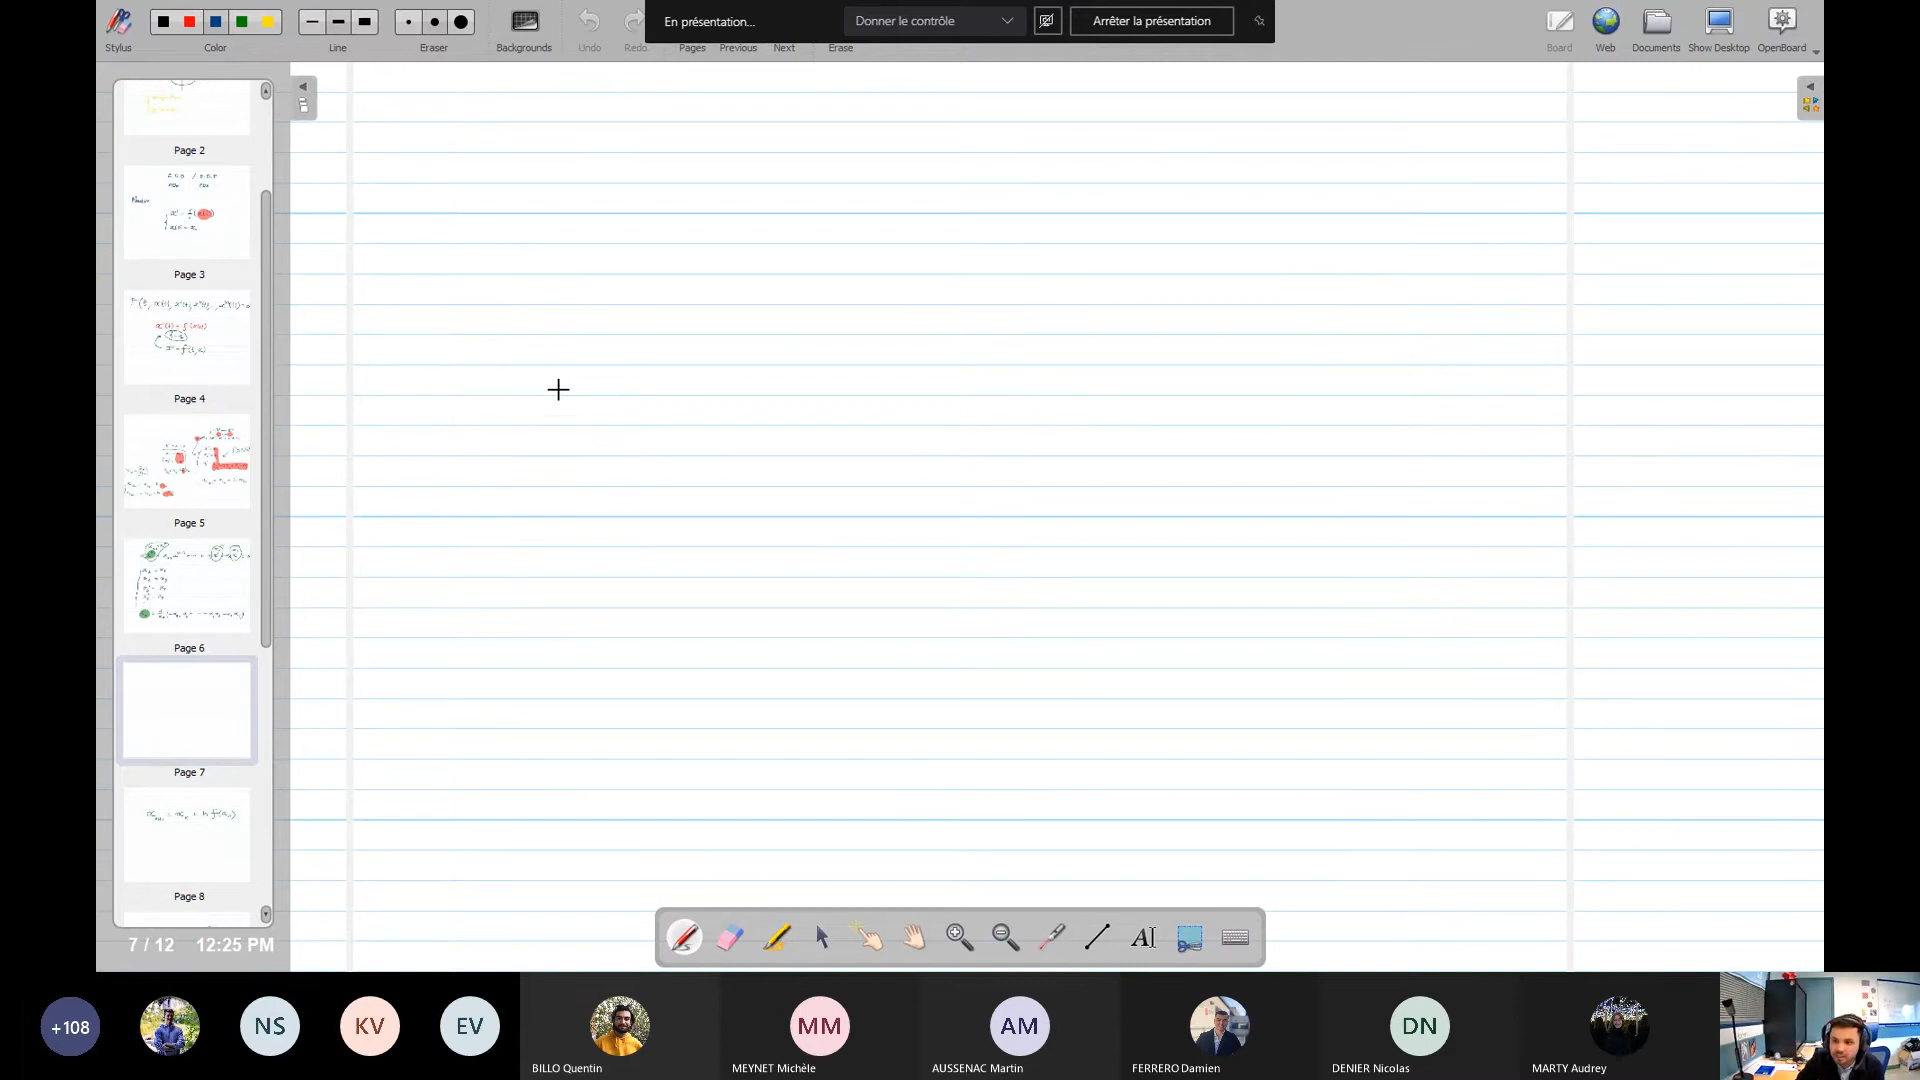 Stylus
Color
Line
Eraser
Backgrounds
Undo
Redo
Pages
Previous
Next
Erase
En présentation...
Donner le contrôle
Arrêter la présentation
Board
Web
Documents
Show Desktop
OpenBoard
Page 2
Page 3
Page 4
Page 5
Page 6
Page 7
Page 8
7 / 12 12:25 PM
+108
NS
KV
EV
BILLO Quentin
MM
MEYNET Michèle
AM
AUSSENAC Martin
FERRERO Damien
DN
DENIER Nicolas
MARTY Audrey